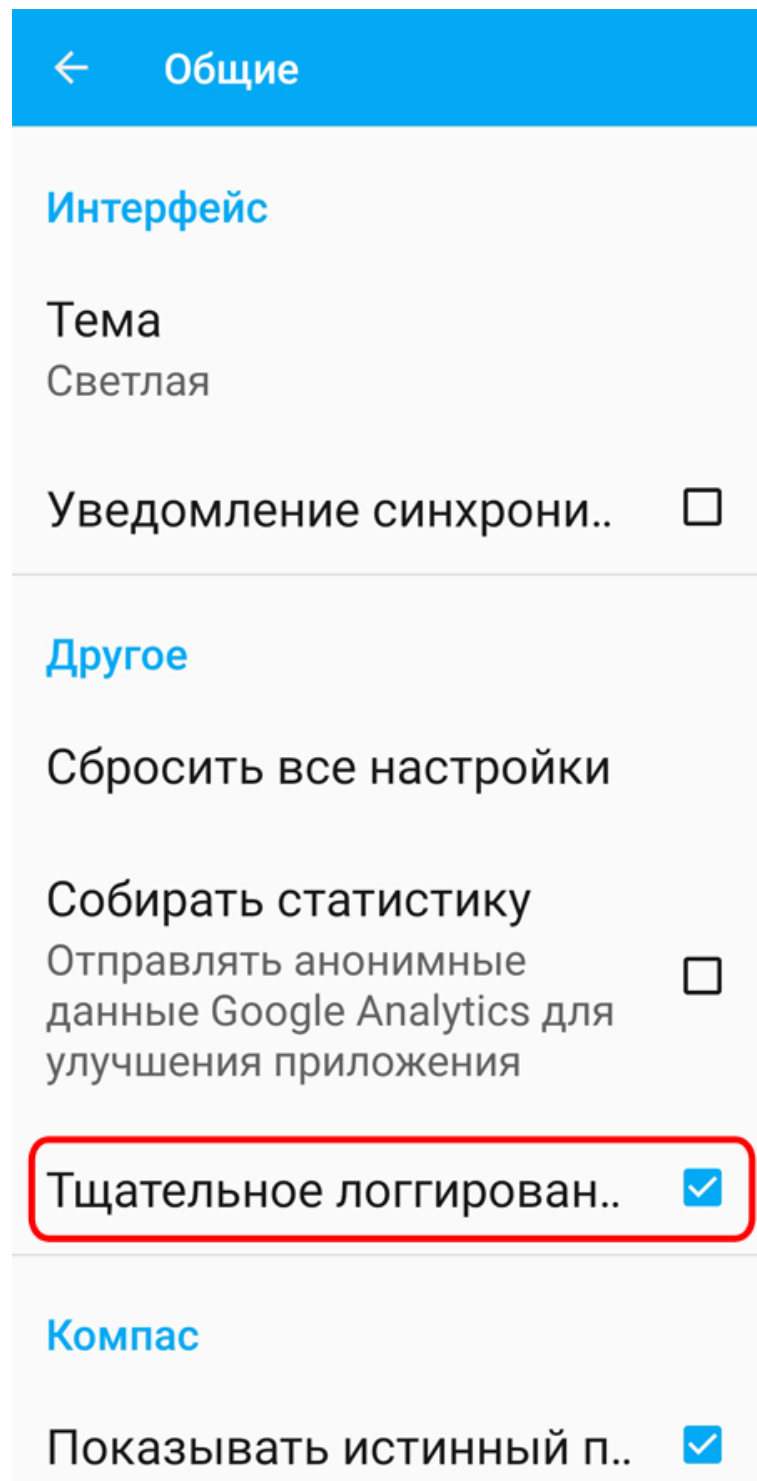 Общие
Интерфейс
Тема
Светлая
Уведомление синхрони..
Другое
Сбросить все настройки
Собирать статистику
Отправлять анонимные
данные Google Analytics для
улучшения приложения
Тщательное логгирован..
Компас
Показывать истинный п..